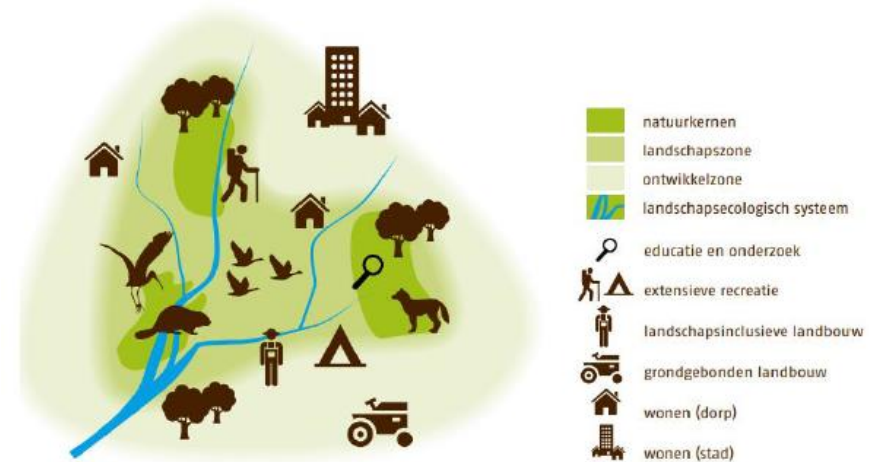 natuurkernen
landschapszone
ontwikkelzone
landschapsecologisch systeem
educatie en onderzoek
extensieve recreatie
landschapsinclusieve landbouw
grondgebonden landbouw
wonen (dorp)
wonen (stad)